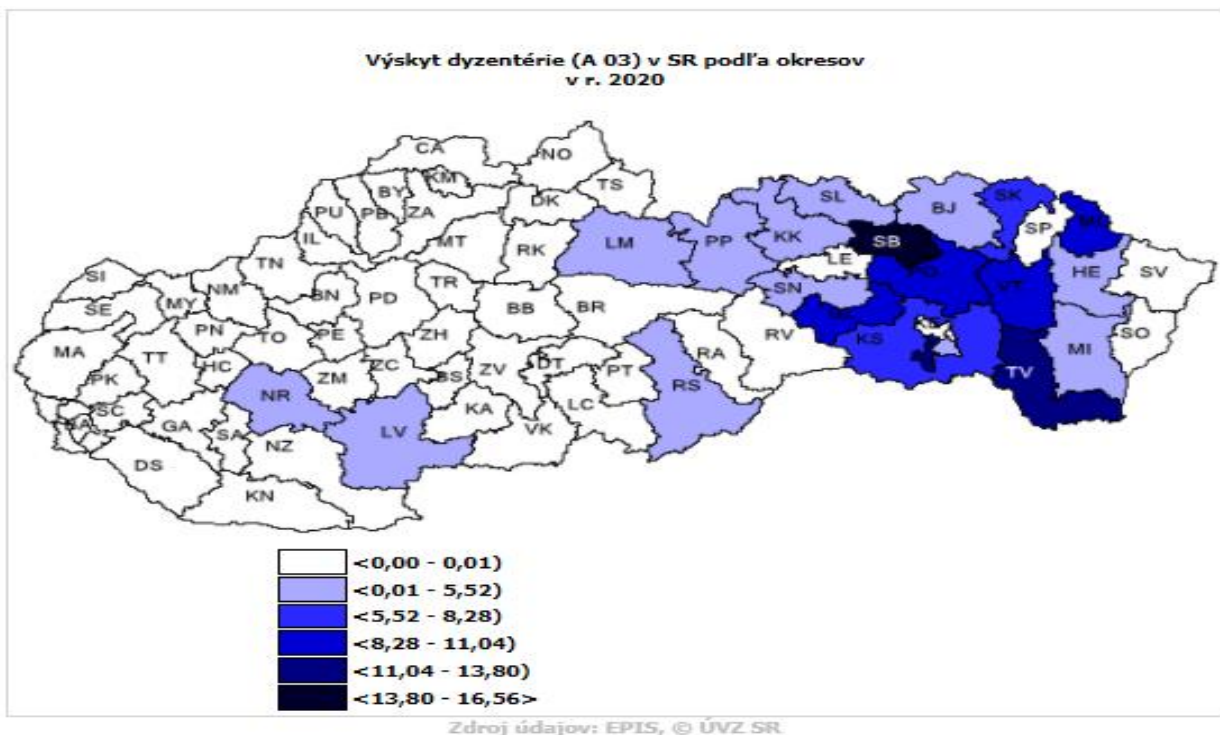 Výskyt dyzentérie (A 03) v SR podľa okresov
v r. 2020
CA
NO
KM
TS
BY
DK
SL
SK
PU
PB
ZA
BJ
SP
IL
MT
RK
LM
PP
KK
SB
TN
LE
HE
SV
SI
NM
BN
PD
TR
SN
VT
SE
MY
BB
BR
PN
TO
PE
ZH
RV
KS
SO
MA
TT
HC
ZM
ZC
ZV
DT
PT
RA
MI
PK
BS
TV
NR
RS
SC
KA
LC
GA
SA
LV
VK
NZ
DS
KN
<0,00 - 0,01)
<0,01 - 5,52)
<5,52 - 8,28)
<8,28 - 11,04)
<11,04 - 13,80)
<13,80 - 16,56>
Zdroj údajov: EPIS, © ÚVZ SR